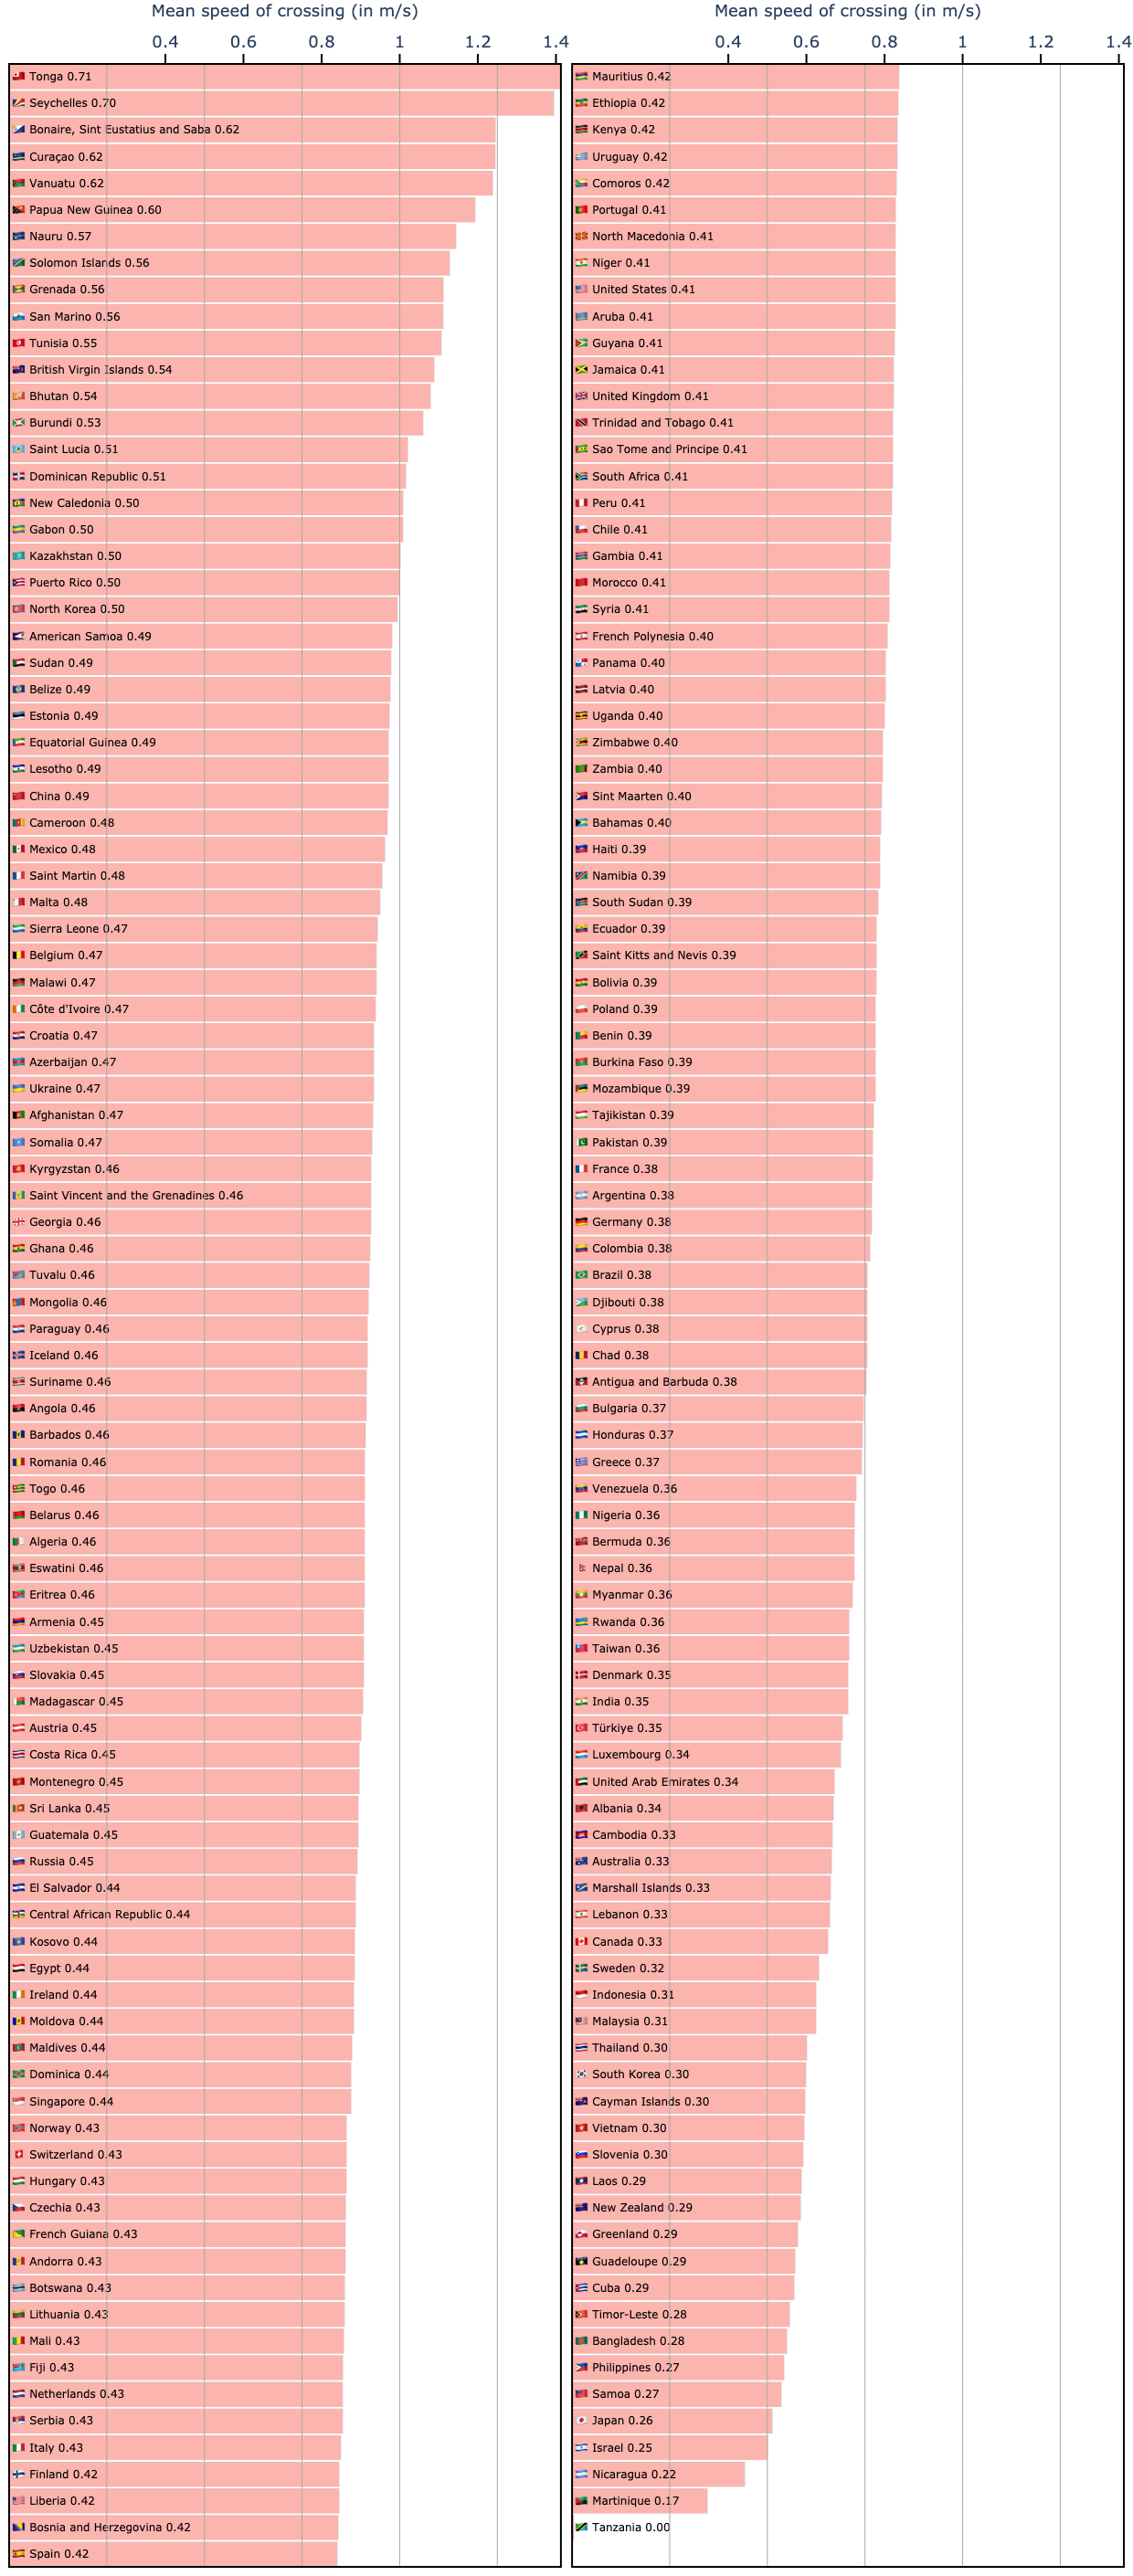 Mean speed of crossing (in m/s)
0.4 0.6 0.8 1 1.2 1.4
Tonga 0.71
Seychelles 0.70
Bonaire, Sint Eustatius and Saba 0.62
Curaçao 0.62
Vanuatu 0.62
Papua New Guinea 0.60
Nauru 0.57
Solomon Islands 0.56
Grenada 0.56
San Marino 0.56
Tunisia 0.55
British Virgin Islands 0.54
Bhutan 0.54
Burundi 0.53
Saint Lucia 0.51
Dominican Republic 0.51
New Caledonia 0.50
Gabon 0.50
Kazakhstan 0.50
Puerto Rico 0.50
North Korea 0.50
American Samoa 0.49
Sudan 0.49
Belize 0.49
Estonia 0.49
Equatorial Guinea 0.49
Lesotho 0.49
China 0.49
Cameroon 0.48
Mexico 0.48
Saint Martin 0.48
Malta 0.48
Sierra Leone 0.47
Belgium 0.47
Malawi 0.47
Côte d'Ivoire 0.47
Croatia 0.47
Azerbaijan 0.47
Ukraine 0.47
Afghanistan 0.47
Somalia 0.47
Kyrgyzstan 0.46
Saint Vincent and the Grenadines 0.46
Georgia 0.46
Ghana 0.46
Tuvalu 0.46
Mongolia 0.46
Paraguay 0.46
Iceland 0.46
Suriname 0.46
Angola 0.46
Barbados 0.46
Romania 0.46
Togo 0.46
Belarus 0.46
Algeria 0.46
Eswatini 0.46
Eritrea 0.46
Armenia 0.45
Uzbekistan 0.45
Slovakia 0.45
Madagascar 0.45
Austria 0.45
Costa Rica 0.45
Montenegro 0.45
Sri Lanka 0.45
Guatemala 0.45
Russia 0.45
El Salvador 0.44
Central African Republic 0.44
Kosovo 0.44
Egypt 0.44
Ireland 0.44
Moldova 0.44
Maldives 0.44
Dominica 0.44
Singapore 0.44
Norway 0.43
Switzerland 0.43
Hungary 0.43
Czechia 0.43
French Guiana 0.43
Andorra 0.43
Botswana 0.43
Lithuania 0.43
Mali 0.43
Fiji 0.43
Netherlands 0.43
Serbia 0.43
Italy 0.43
Finland 0.42
Liberia 0.42
Bosnia and Herzegovina 0.42
Spain 0.42
Mean speed of crossing (in m/s)
0.4 0.6 0.8 1 1.2 1.4
Mauritius 0.42
Ethiopia 0.42
Kenya 0.42
Uruguay 0.42
Comoros 0.42
Portugal 0.41
North Macedonia 0.41
Niger 0.41
United States 0.41
Aruba 0.41
Guyana 0.41
Jamaica 0.41
United Kingdom 0.41
Trinidad and Tobago 0.41
Sao Tome and Principe 0.41
South Africa 0.41
Peru 0.41
Chile 0.41
Gambia 0.41
Morocco 0.41
Syria 0.41
French Polynesia 0.40
Panama 0.40
Latvia 0.40
Uganda 0.40
Zimbabwe 0.40
Zambia 0.40
Sint Maarten 0.40
Bahamas 0.40
Haiti 0.39
Namibia 0.39
South Sudan 0.39
Ecuador 0.39
Saint Kitts and Nevis 0.39
Bolivia 0.39
Poland 0.39
Benin 0.39
Burkina Faso 0.39
Mozambique 0.39
Tajikistan 0.39
Pakistan 0.39
France 0.38
Argentina 0.38
Germany 0.38
Colombia 0.38
Brazil 0.38
Djibouti 0.38
Cyprus 0.38
Chad 0.38
Antigua and Barbuda 0.38
Bulgaria 0.37
Honduras 0.37
Greece 0.37
Venezuela 0.36
Nigeria 0.36
Bermuda 0.36
Nepal 0.36
Myanmar 0.36
Rwanda 0.36
Taiwan 0.36
Denmark 0.35
India 0.35
Türkiye 0.35
Luxembourg 0.34
United Arab Emirates 0.34
Albania 0.34
Cambodia 0.33
Australia 0.33
Marshall Islands 0.33
Lebanon 0.33
Canada 0.33
Sweden 0.32
Indonesia 0.31
Malaysia 0.31
Thailand 0.30
South Korea 0.30
Cayman Islands 0.30
Vietnam 0.30
Slovenia 0.30
Laos 0.29
New Zealand 0.29
Greenland 0.29
Guadeloupe 0.29
Cuba 0.29
Timor-Leste 0.28
Bangladesh 0.28
Philippines 0.27
Samoa 0.27
Japan 0.26
Israel 0.25
Nicaragua 0.22
Martinique 0.17
Tanzania 0.00